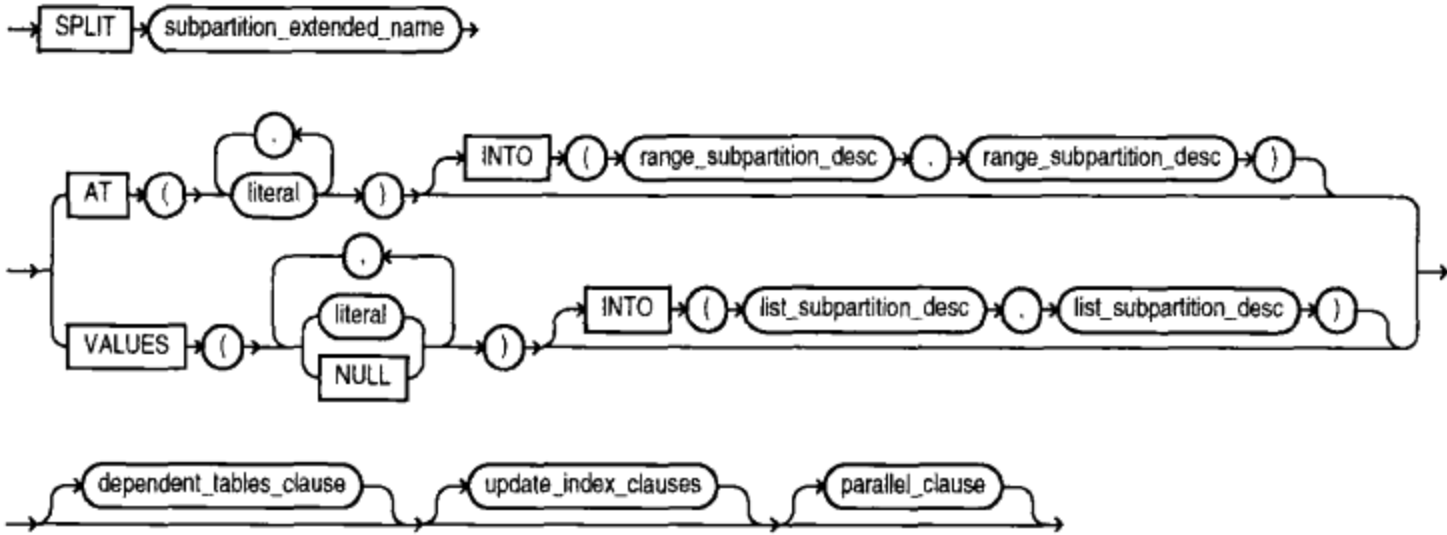 SPLIT subpartition_extended_name
,
INTO ( range_subpartition_desc , range_subpartition_desc )
AT ( literal )
,
INTO ( list_subpartition_desc , list_subpartition_desc )
literal
VALUES ( )
NULL
dependent_tables_clause update_index_clauses parallel_clause